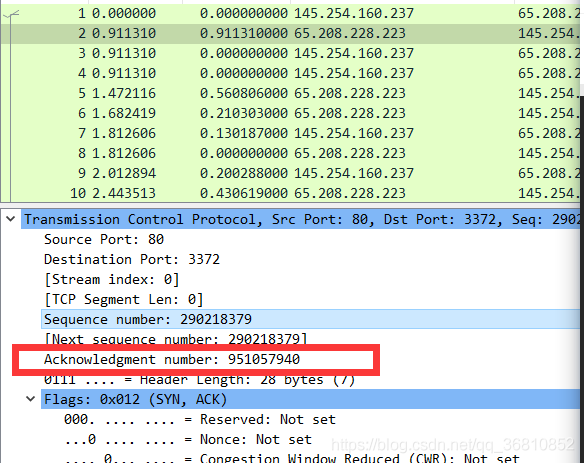 1 0.000000 0.000000000 145.254.160.237 65.208.
2 0.911310 0.911310000 65.208.228.223 145.254.
3 0.911310 0.000000000 145.254.160.237 65.208.
4 0.911310 0.000000000 145.254.160.237 65.208.
5 1.472116 0.560806000 65.208.228.223 145.254.
6 1.682419 0.210303000 65.208.228.223 145.254.
7 1.812606 0.130187000 145.254.160.237 65.208.
8 1.812606 0.000000000 65.208.228.223 145.254.
9 2.012894 0.200288000 145.254.160.237 65.208.
10 2.443513 0.430619000 65.208.228.223 145.254.
Transmission Control Protocol, Src Port: 80, Dst Port: 3372, Seq: 29021
Source Port: 80
Destination Port: 3372
[Stream index: 0]
[TCP Segment Len: 0]
Sequence number: 290218379
[Next sequence number: 290218379]
Acknowledgment number: 951057940
0111 .... = Header Length: 28 bytes (7)
Flags: 0x012 (SYN, ACK)
000. .... .... = Reserved: Not set
...0 .... .... = Nonce: Not set
.... 0... .... = Congestion Window Reduced (CWR): Not set
https://blog.csdn.net/qq_36810852